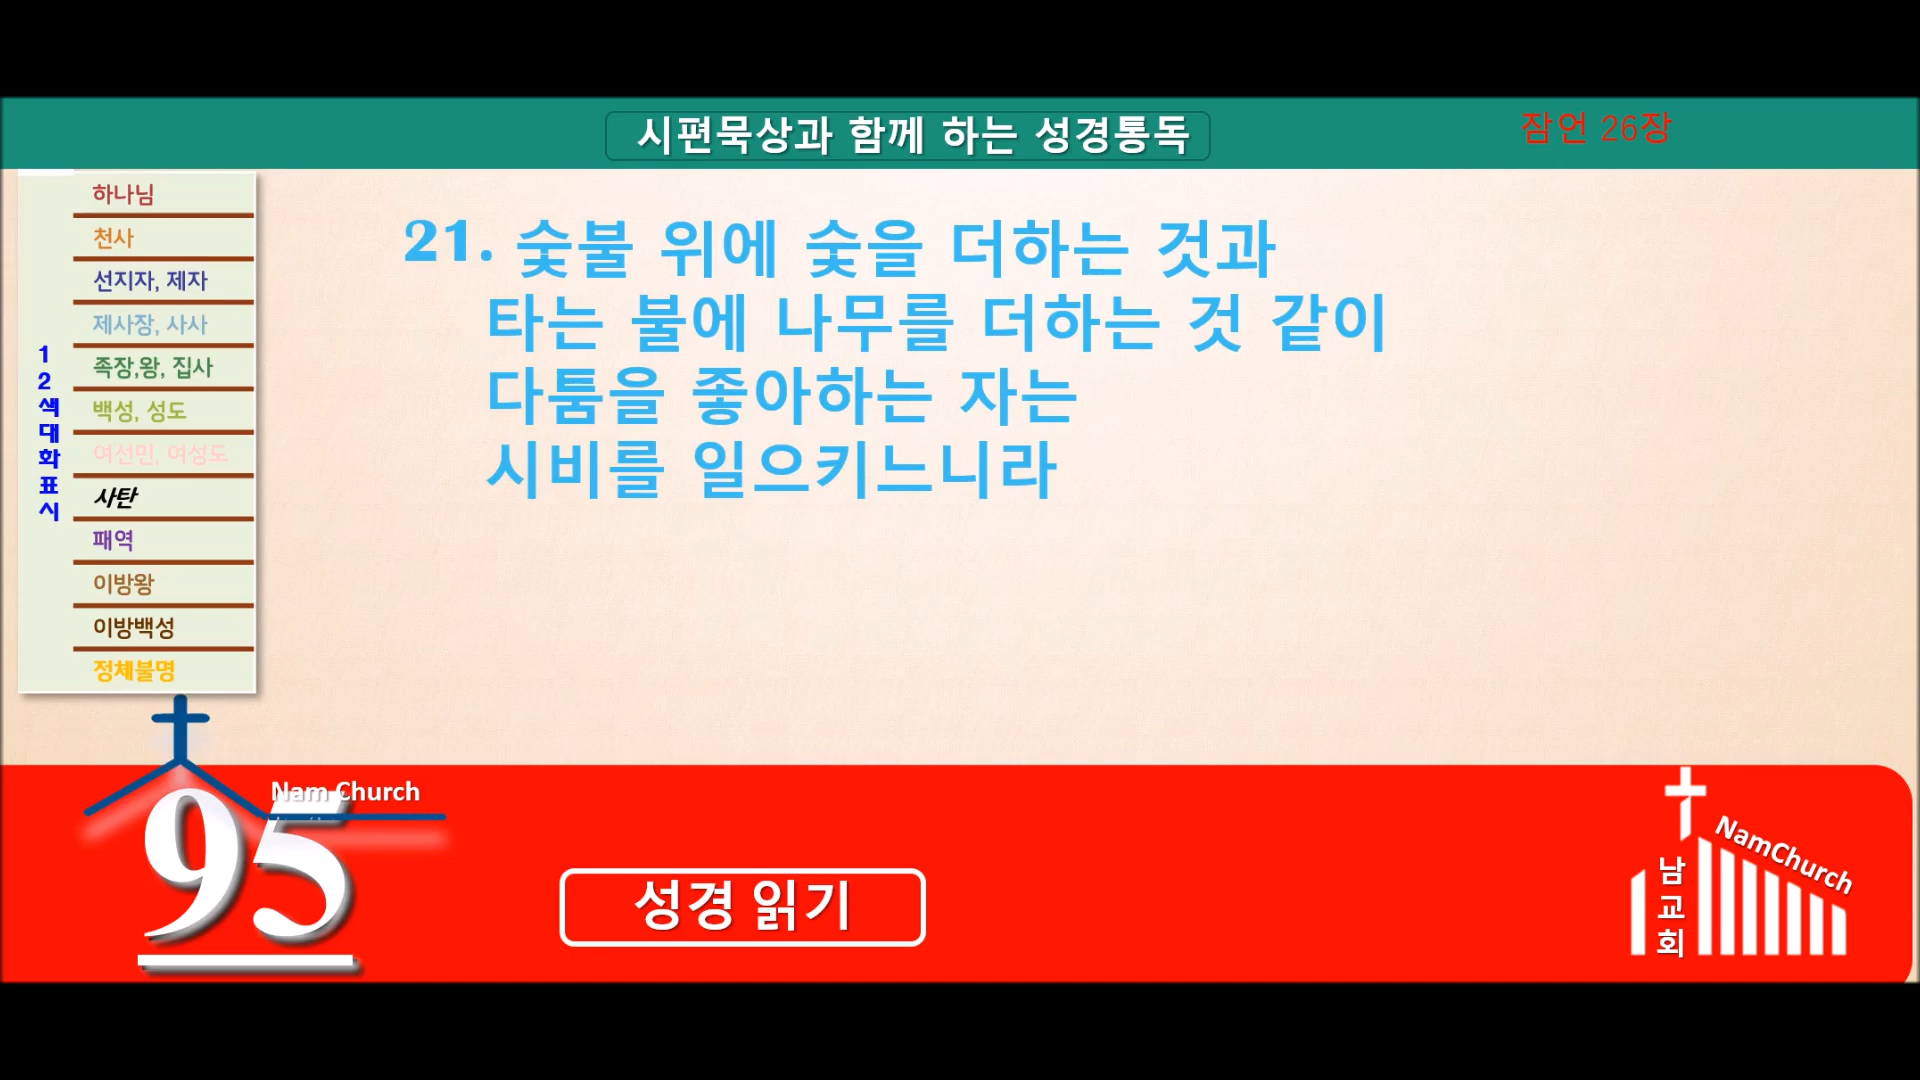 시편묵상과 함께 하는 성경통독
잠언 26장
12색대화표시
하나님
천사
선지자, 제자
제사장, 사사
족장,왕, 집사
백성, 성도
여선민, 여성도
사탄
패역
이방왕
이방백성
정체불명
21. 숯불 위에 숯을 더하는 것과
타는 불에 나무를 더하는 것 같이
다툼을 좋아하는 자는
시비를 일으키느니라
Nam Church
95
성경 읽기
NamChurch
남교회